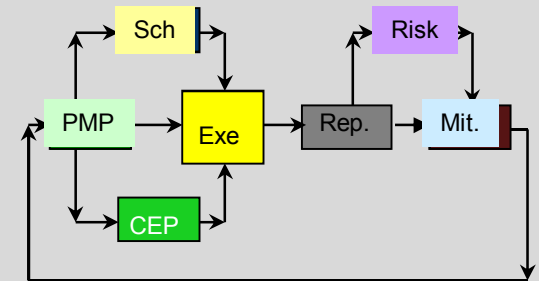 Sch
Risk
PMP
Exe
Rep.
Mit.
CEP